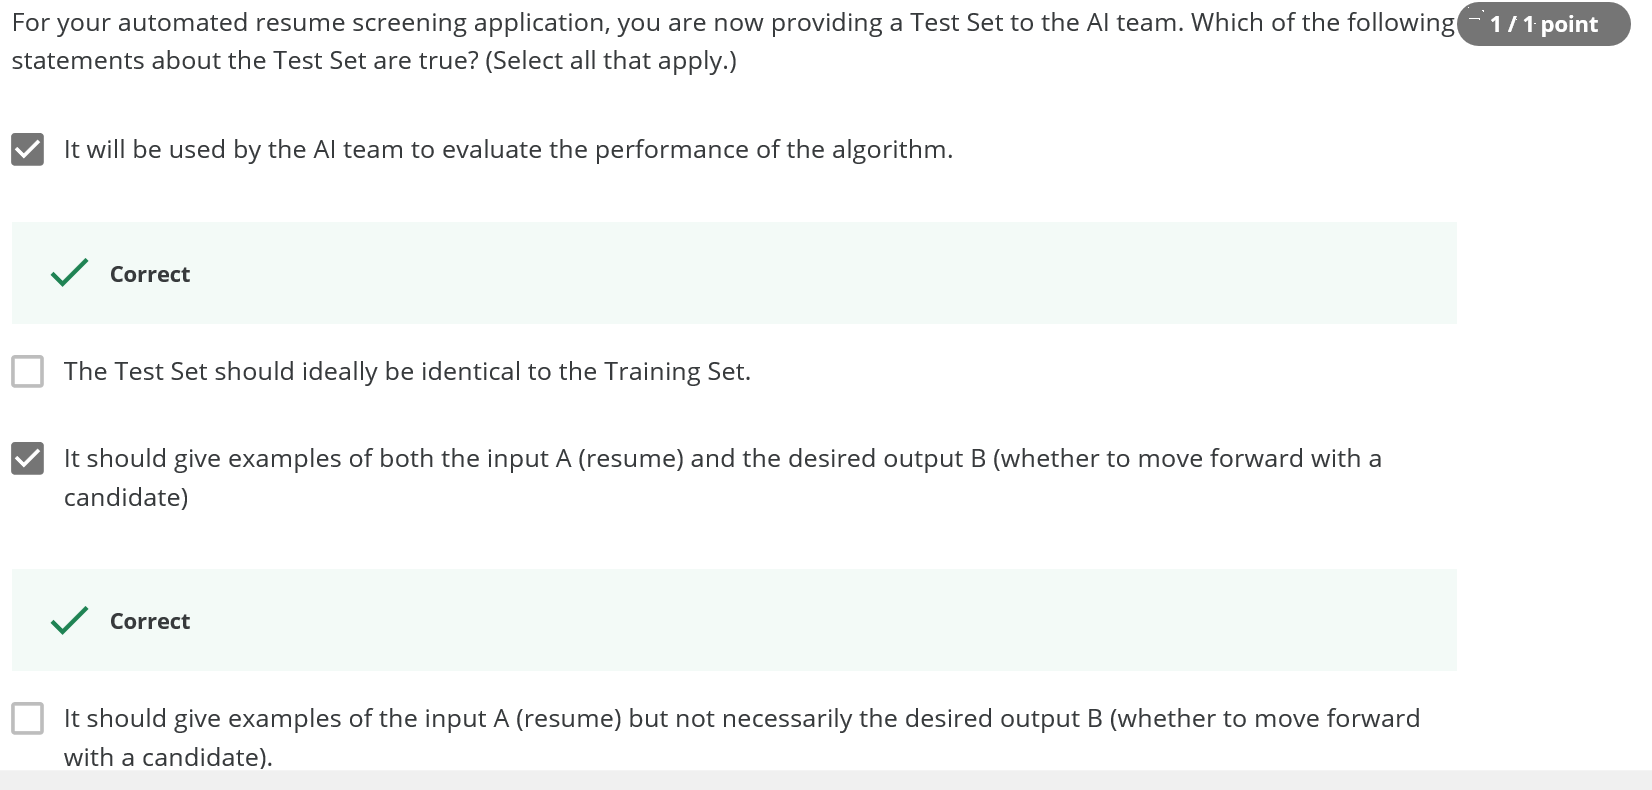 For your automated resume screening application, you are now providing a Test Set to the AI team. Which of the following
1 / 1 point
statements about the Test Set are true? (Select all that apply.)
It will be used by the AI team to evaluate the performance of the algorithm.
Correct
The Test Set should ideally be identical to the Training Set.
It should give examples of both the input A (resume) and the desired output B (whether to move forward with a
candidate)
Correct
It should give examples of the input A (resume) but not necessarily the desired output B (whether to move forward
with a candidate).